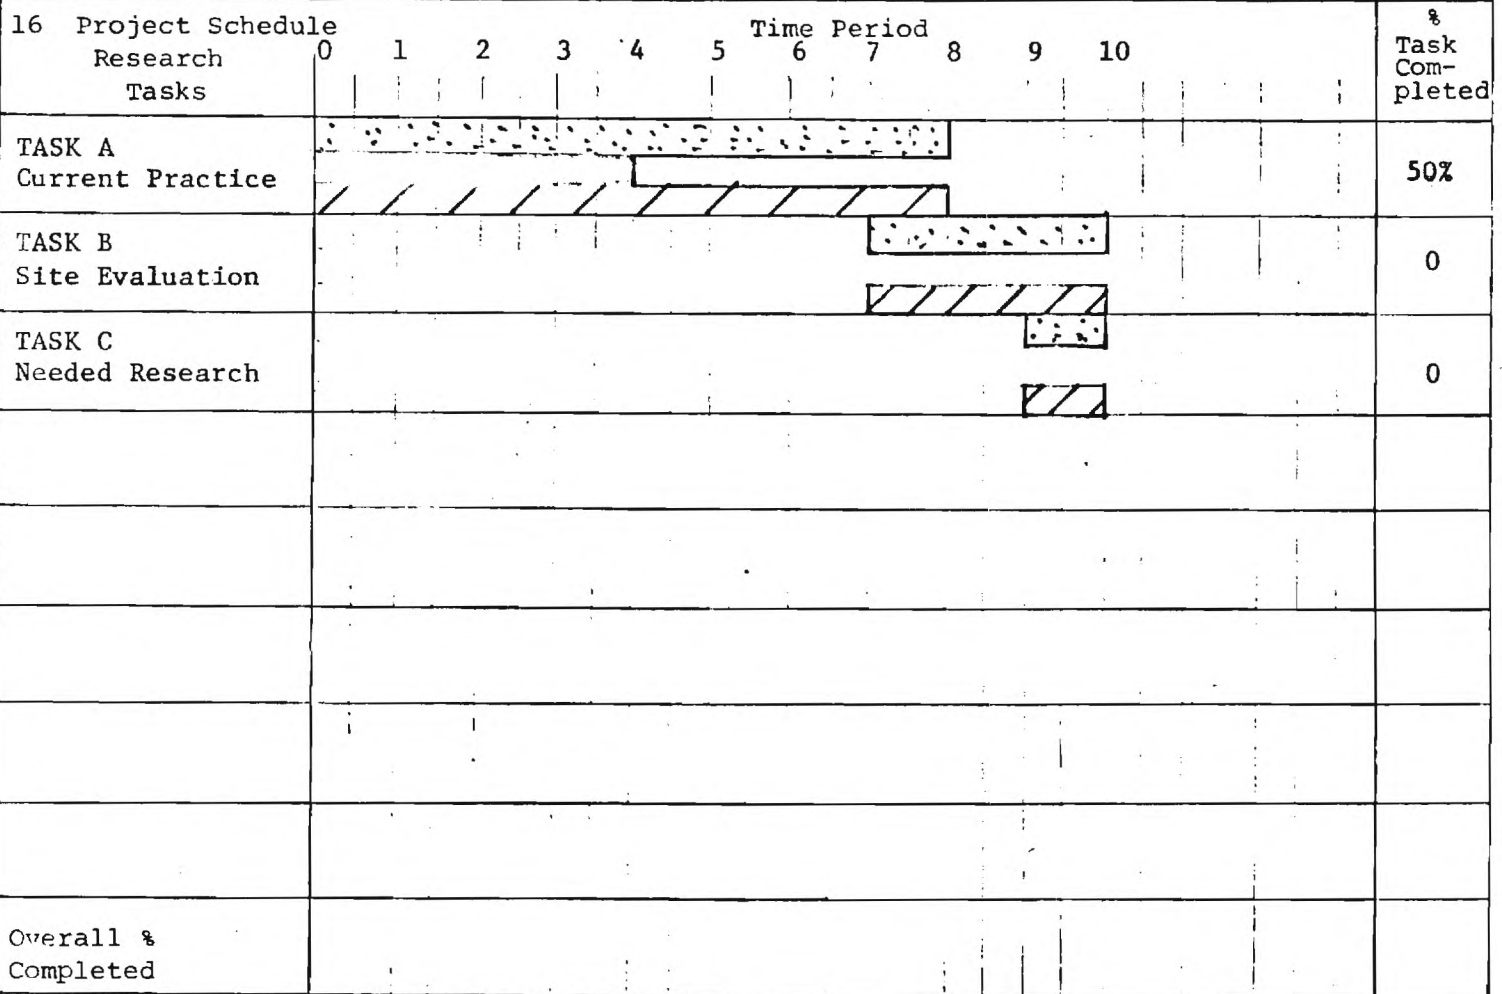 16 Project Schedule
Research
Tasks
Time Period
0 1 2 3 4 5 6 7 8 9 10
%
Task
Com-
pleted
TASK A
Current Practice
50%
TASK B
Site Evaluation
0
TASK C
Needed Research
0
Overall %
Completed